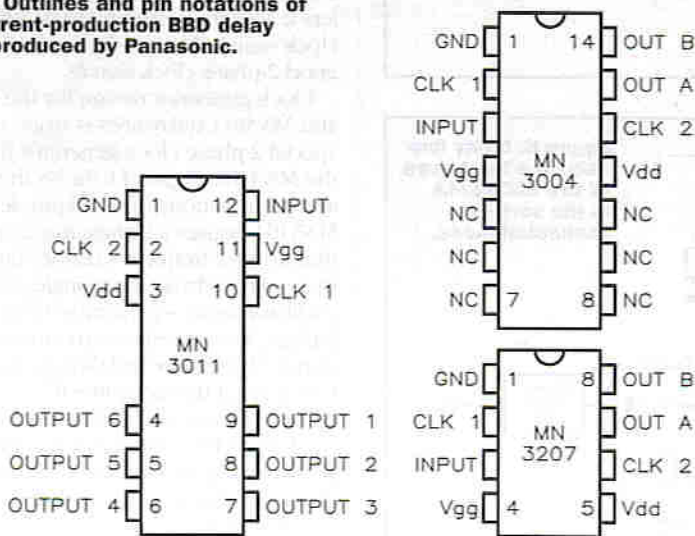 Outlines and pin notations of
rent-production BBD delay
produced by Panasonic.
GND 1 14 OUT B
CLK 1 OUT A
INPUT CLK 2
Vgg MN 3004 Vdd
NC NC
NC NC
NC 7 8 NC
GND 1 12 INPUT
CLK 2 2 11 Vgg
Vdd 3 10 CLK 1
MN
3011
OUTPUT 6 4 9 OUTPUT 1
OUTPUT 5 5 8 OUTPUT 2
OUTPUT 4 6 7 OUTPUT 3
GND 1 8 OUT B
CLK 1 OUT A
MN
3207
INPUT CLK 2
Vgg 4 5 Vdd